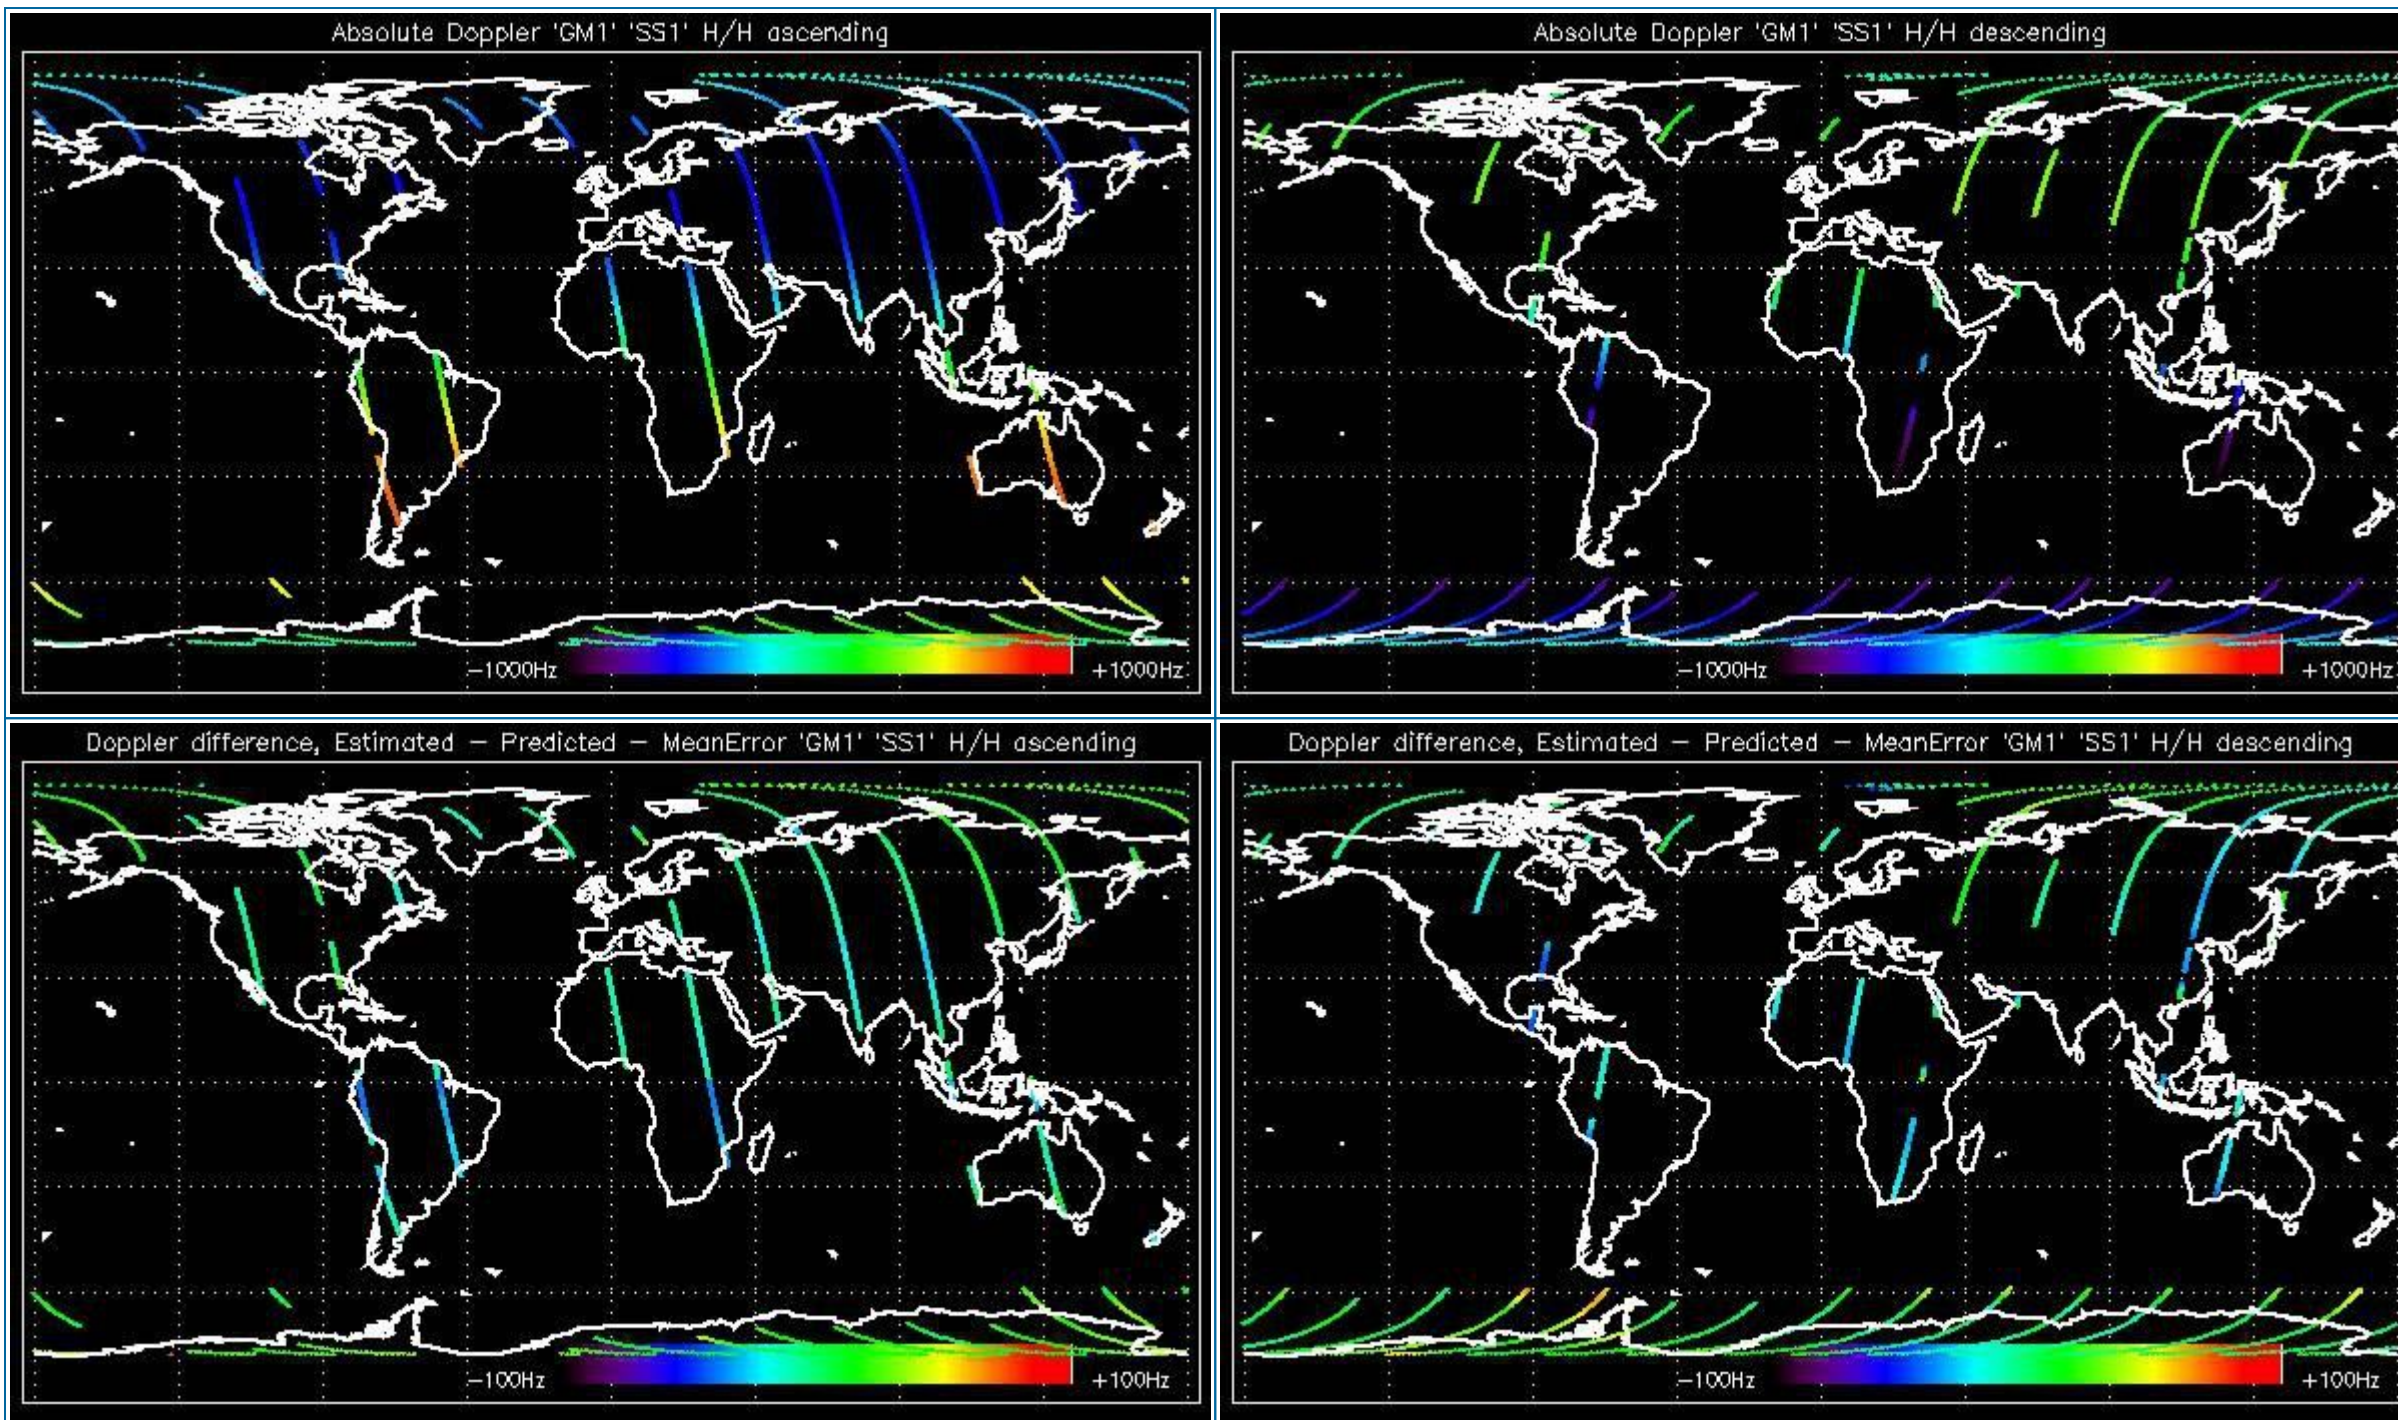 Absolute Doppler 'GM1' 'SS1' H/H ascending
-1000Hz +1000Hz
Absolute Doppler 'GM1' 'SS1' H/H descending
-1000Hz +1000Hz
Doppler difference, Estimated - Predicted - MeanError 'GM1' 'SS1' H/H ascending
-100Hz +100Hz
Doppler difference, Estimated - Predicted - MeanError 'GM1' 'SS1' H/H descending
-100Hz +100Hz